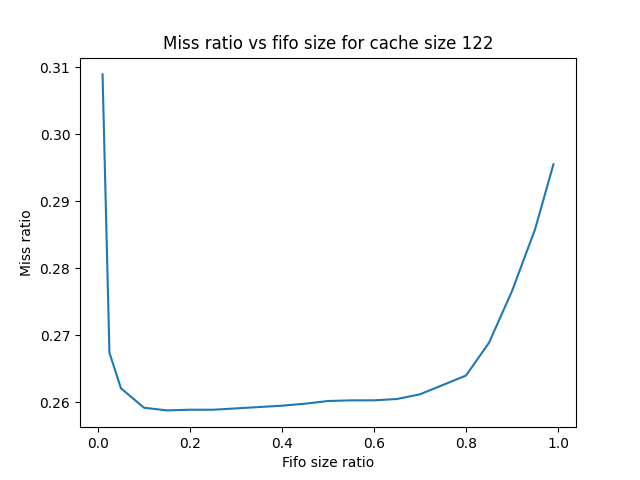 Miss ratio vs fifo size for cache size 122
0.31
0.30
0.29
0.28
0.27
0.26
Miss ratio
0.0 0.2 0.4 0.6 0.8 1.0
Fifo size ratio